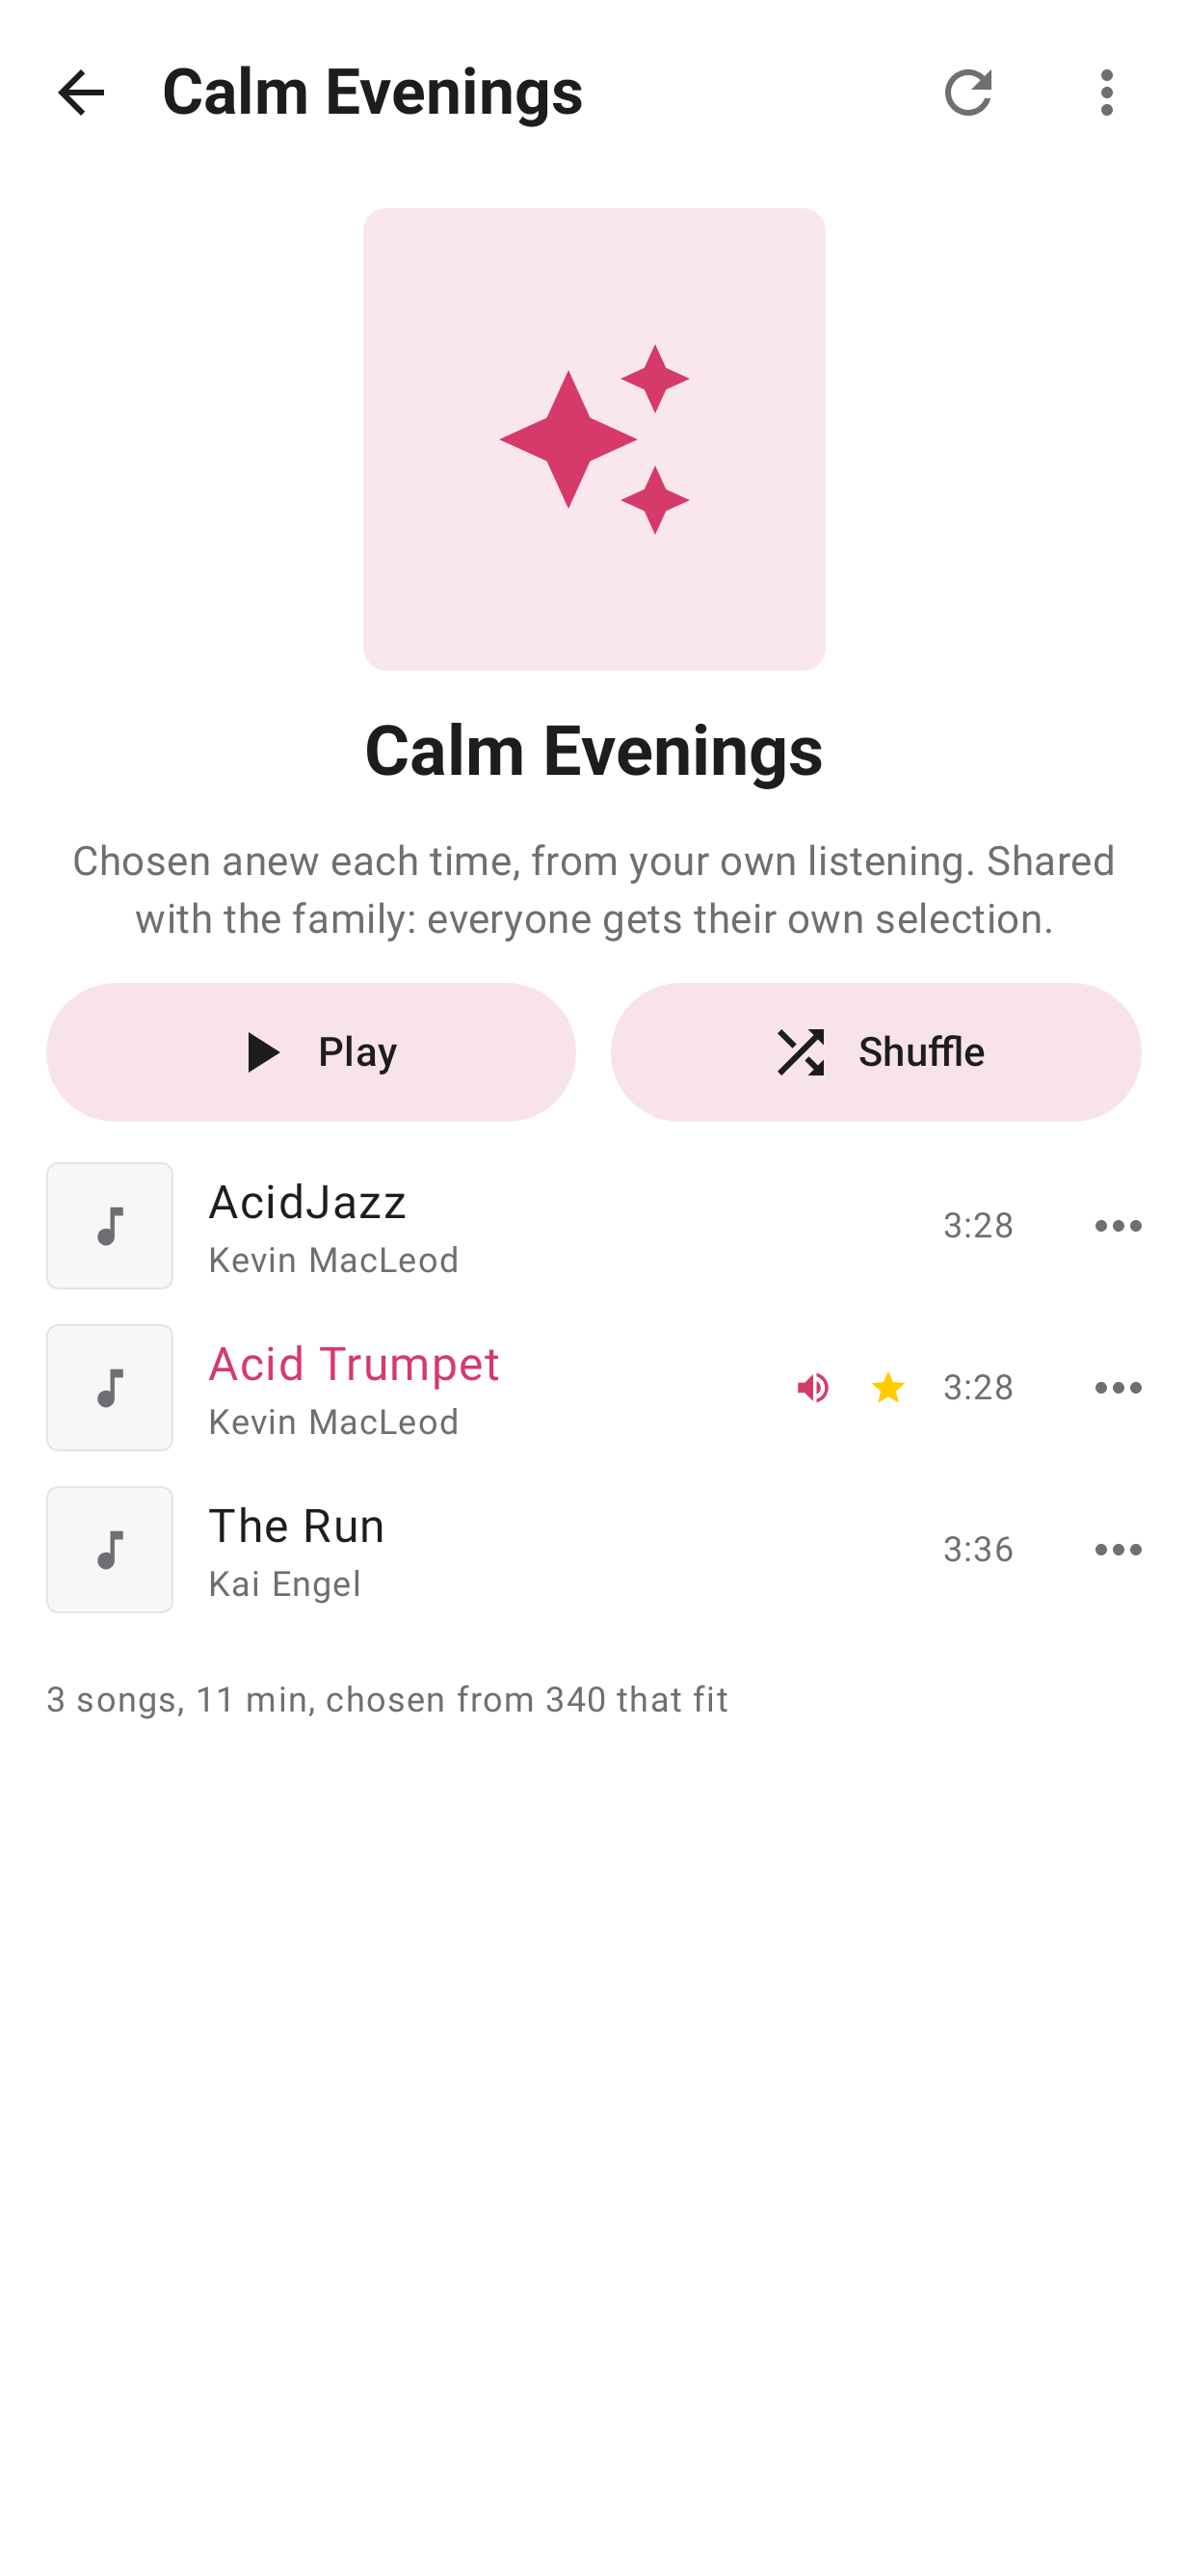 Calm Evenings
Calm Evenings
Chosen anew each time, from your own listening. Shared
with the family: everyone gets their own selection.
Play
Shuffle
AcidJazz
Kevin MacLeod
3:28
Acid Trumpet
Kevin MacLeod
3:28
The Run
Kai Engel
3:36
3 songs, 11 min, chosen from 340 that fit